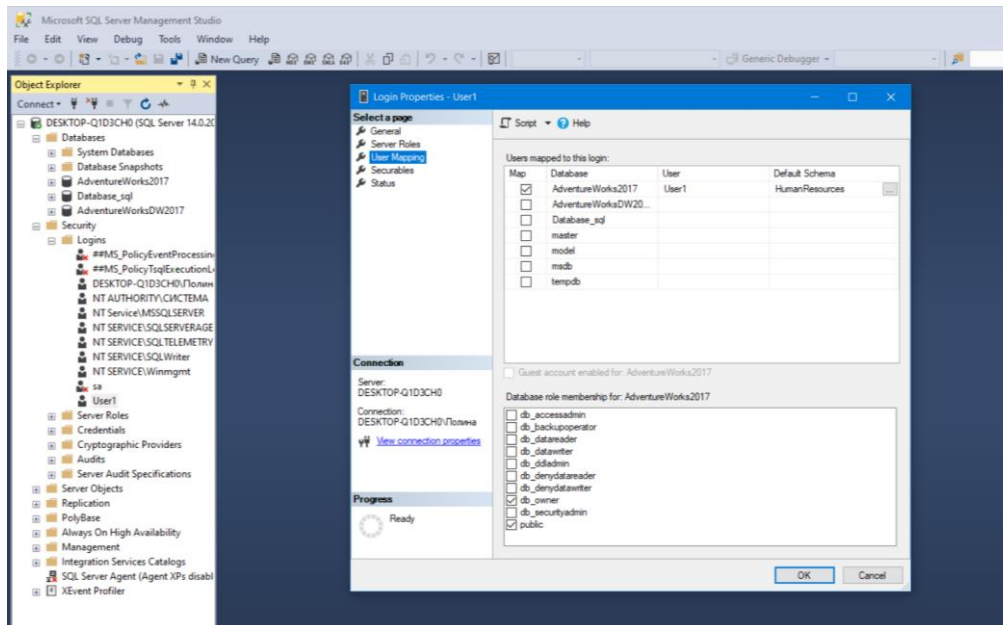 Microsoft SQL Server Management Studio
File Edit View Debug Tools Window Help
New Query Generic Debugger
Object Explorer
Connect
DESKTOP-Q1D3CH0 (SQL Server 14.0.20
Databases
System Databases
Database Snapshots
AdventureWorks2017
Database_sql
AdventureWorksDW2017
Security
Logins
##MS_PolicyEventProcessin
##MS_PolicyTsqlExecutionL
DESKTOP-Q1D3CH0\Полин
NT AUTHORITY\СИСТЕМА
NT Service\MSSQLSERVER
NT SERVICE\SQLSERVERAGE
NT SERVICE\SQLTELEMETRY
NT SERVICE\SQLWriter
NT SERVICE\Winmgmt
sa
User1
Server Roles
Credentials
Cryptographic Providers
Audits
Server Audit Specifications
Server Objects
Replication
PolyBase
Always On High Availability
Management
Integration Services Catalogs
SQL Server Agent (Agent XPs disabl
XEvent Profiler
Login Properties - User1
Select a page
General
Server Roles
User Mapping
Securables
Status
Connection
Server:
DESKTOP-Q1D3CH0
Connection:
DESKTOP-Q1D3CH0\Полина
View connection properties
Progress
Ready
Script Help
Users mapped to this login:
Map Database User Default Schema
AdventureWorks2017 User1 HumanResources ...
AdventureWorksDW20...
Database_sql
master
model
msdb
tempdb
Guest account enabled for: AdventureWorks2017
Database role membership for: AdventureWorks2017
db_accessadmin
db_backupoperator
db_datareader
db_datawriter
db_ddladmin
db_denydatareader
db_denydatawriter
db_owner
db_securityadmin
public
OK Cancel